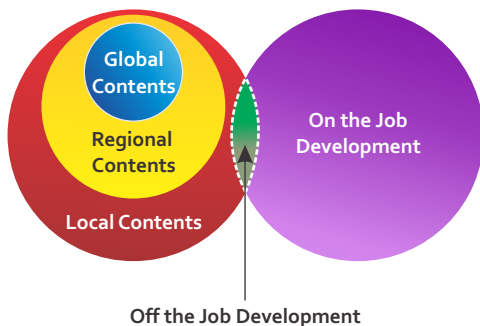 Global
Contents
Regional
Contents
Local Contents
On the Job
Development
Off the Job Development